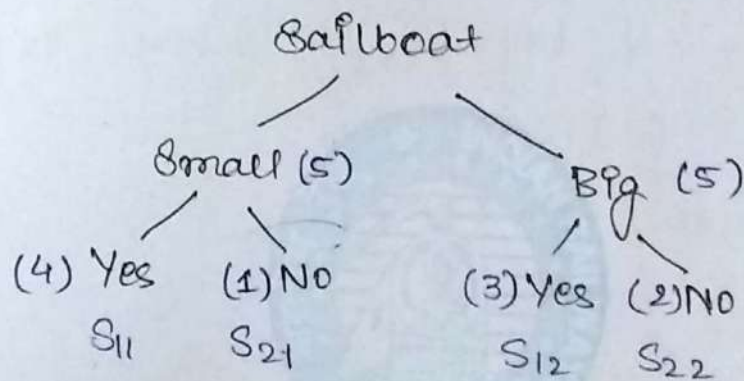 Sailboat
Small (5) Big (5)
(4) Yes (1) NO (3) Yes (2) NO
S11 S21 S12 S22